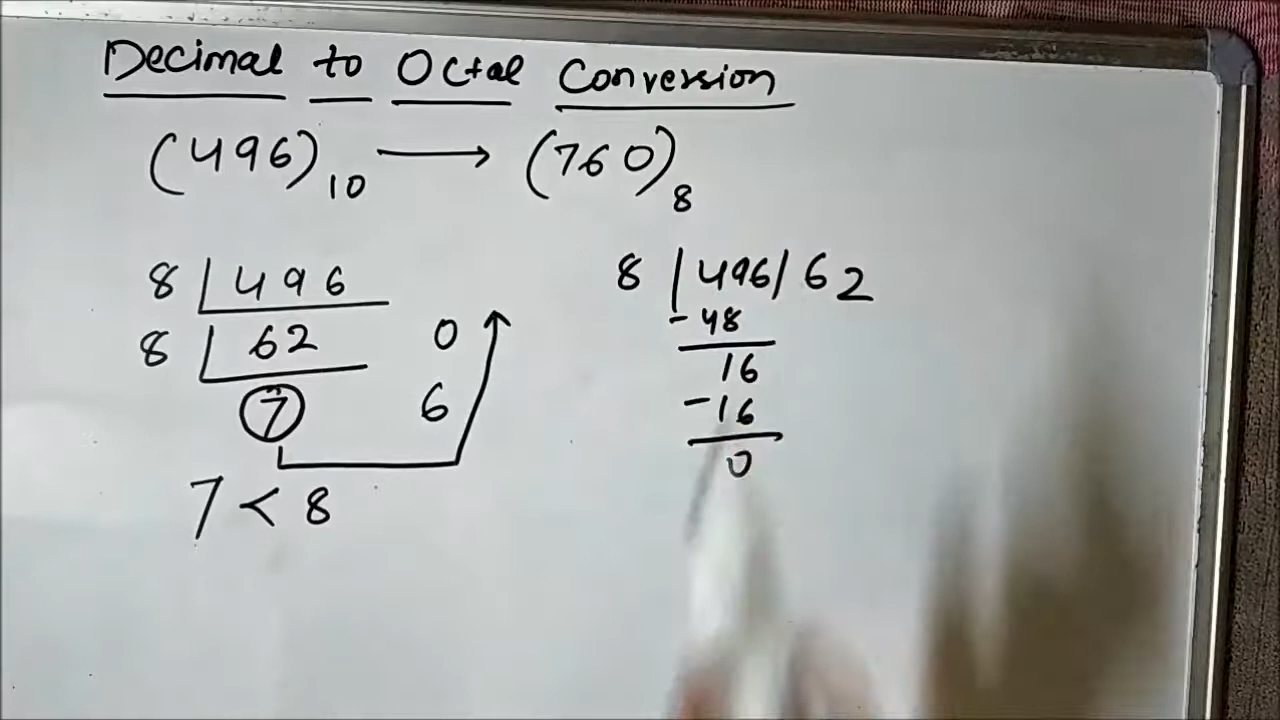 Decimal to Octal Conversion
(496)10 → (760)8
8 | 496
8 | 62 0
7 6
7 < 8
8 | 496 / 62
- 48
16
- 16
0